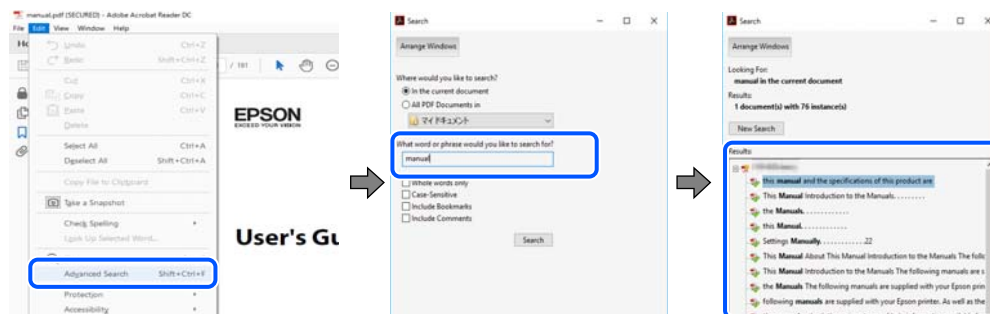 manual.pdf (SECURED) - Adobe Acrobat Reader DC
File Edit View Window Help
Undo Ctrl+Z
Redo Shift+Ctrl+Z
Cut Ctrl+X
Copy Ctrl+C
Paste Ctrl+V
Delete
Select All Ctrl+A
Deselect All Shift+Ctrl+A
Copy File to Clipboard
Take a Snapshot
Check Spelling
Look Up Selected Word...
Advanced Search Shift+Ctrl+F
Protection
Accessibility
/ 181
EPSON
EXCEED YOUR VISION
User's Gu
Search
Arrange Windows
Where would you like to search?
In the current document
All PDF Documents in
マイ ドキュメント
What word or phrase would you like to search for?
manual
Whole words only
Case-Sensitive
Include Bookmarks
Include Comments
Search
Search
Arrange Windows
Looking For:
manual in the current document
Results:
1 document(s) with 76 instance(s)
New Search
Results:
this manual and the specifications of this product are
This Manual Introduction to the Manuals. . . . . . . . .
the Manuals. . . . . . . . . . . . .
this Manual. . . . . . . . . . . . .
Settings Manually. . . . . . . . . . . . .22
This Manual About This Manual Introduction to the Manuals The follo
This Manual Introduction to the Manuals The following manuals are s
the Manuals The following manuals are supplied with your Epson prin
following manuals are supplied with your Epson printer. As well as the